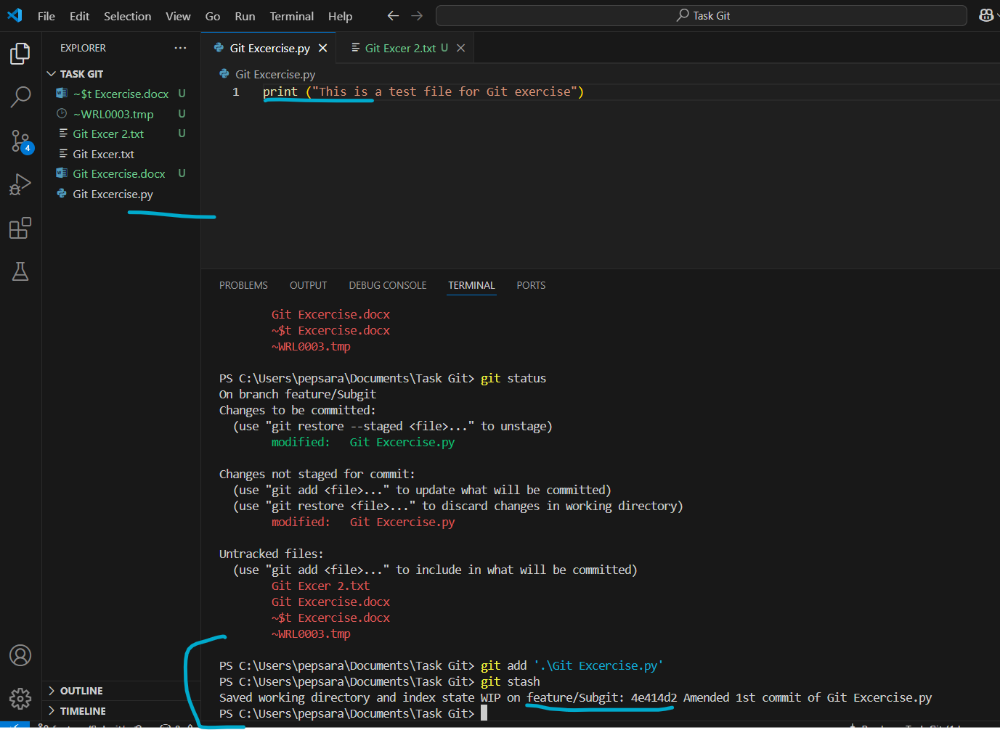 File Edit Selection View Go Run Terminal Help
Task Git
EXPLORER
TASK GIT
~$t Excercise.docx U
~WRL0003.tmp U
Git Excer 2.txt U
Git Excer.txt
Git Excercise.docx U
Git Excercise.py
4
Git Excercise.py
Git Excer 2.txt U
Git Excercise.py
1 print ("This is a test file for Git exercise")
PROBLEMS OUTPUT DEBUG CONSOLE TERMINAL PORTS
Git Excercise.docx
~$t Excercise.docx
~WRL0003.tmp
PS C:\Users\pepsara\Documents\Task Git> git status
On branch feature/Subgit
Changes to be committed:
(use "git restore --staged <file>..." to unstage)
modified: Git Excercise.py
Changes not staged for commit:
(use "git add <file>..." to update what will be committed)
(use "git restore <file>..." to discard changes in working directory)
modified: Git Excercise.py
Untracked files:
(use "git add <file>..." to include in what will be committed)
Git Excer 2.txt
Git Excercise.docx
~$t Excercise.docx
~WRL0003.tmp
PS C:\Users\pepsara\Documents\Task Git> git add '.\Git Excercise.py'
PS C:\Users\pepsara\Documents\Task Git> git stash
Saved working directory and index state WIP on feature/Subgit: 4e414d2 Amended 1st commit of Git Excercise.py
PS C:\Users\pepsara\Documents\Task Git>
OUTLINE
TIMELINE